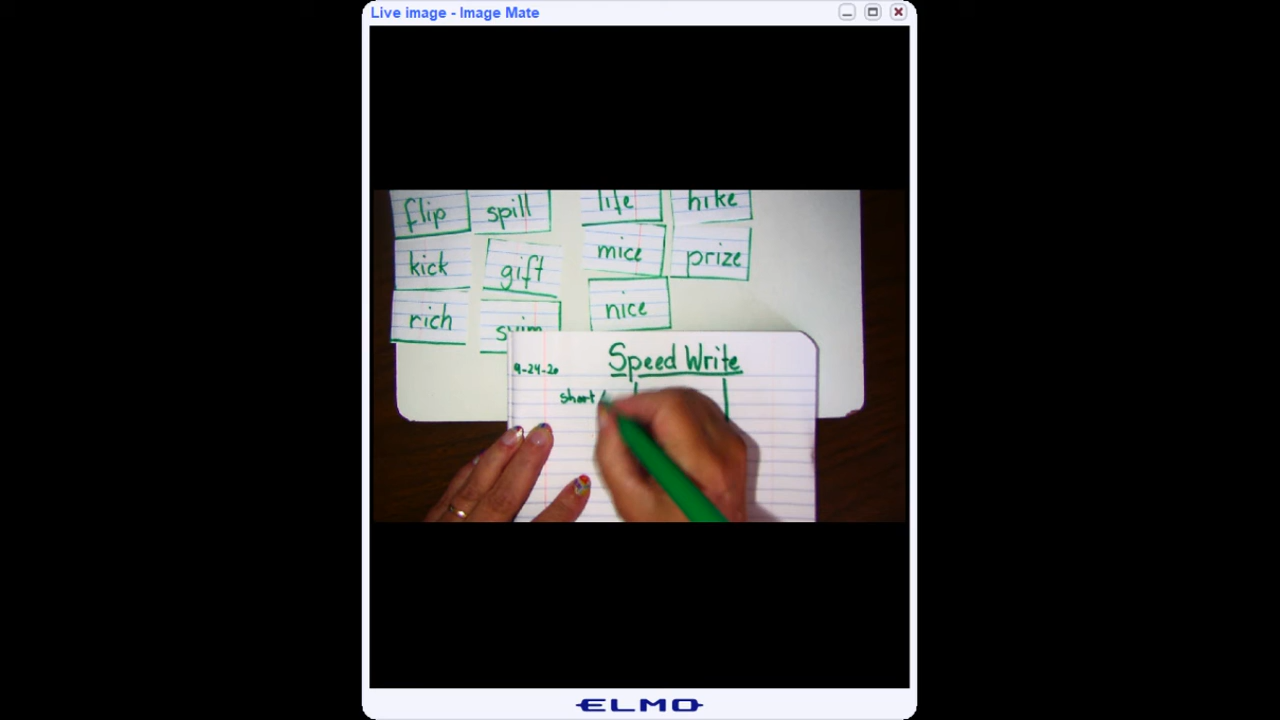 Live image - Image Mate
flip spill life hike
kick gift mice prize
rich swim nice
Speed Write
9-24-20
short
ELMO